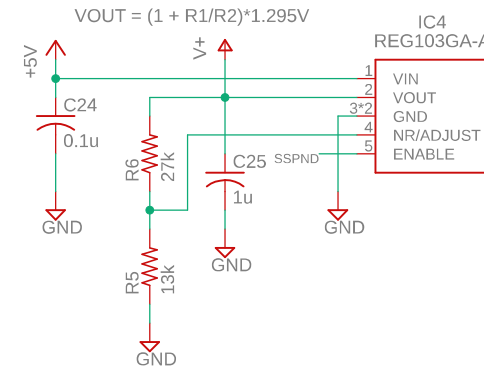 VOUT = (1 + R1/R2)*1.295V
IC4
REG103GA-A
+5V
V+
1
VIN
2
VOUT
3*2
GND
4
NR/ADJUST
5
ENABLE
SSPND
C24
0.1u
R6
27k
C25
1u
GND
GND
GND
R5
13k
GND